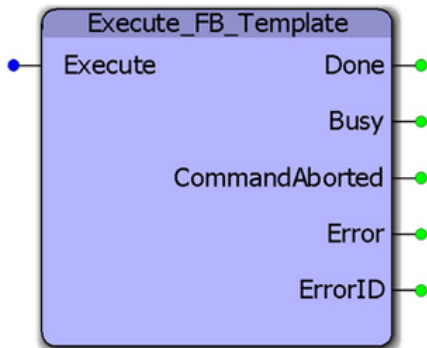 Execute_FB_Template
Execute Done
Busy
CommandAborted
Error
ErrorID